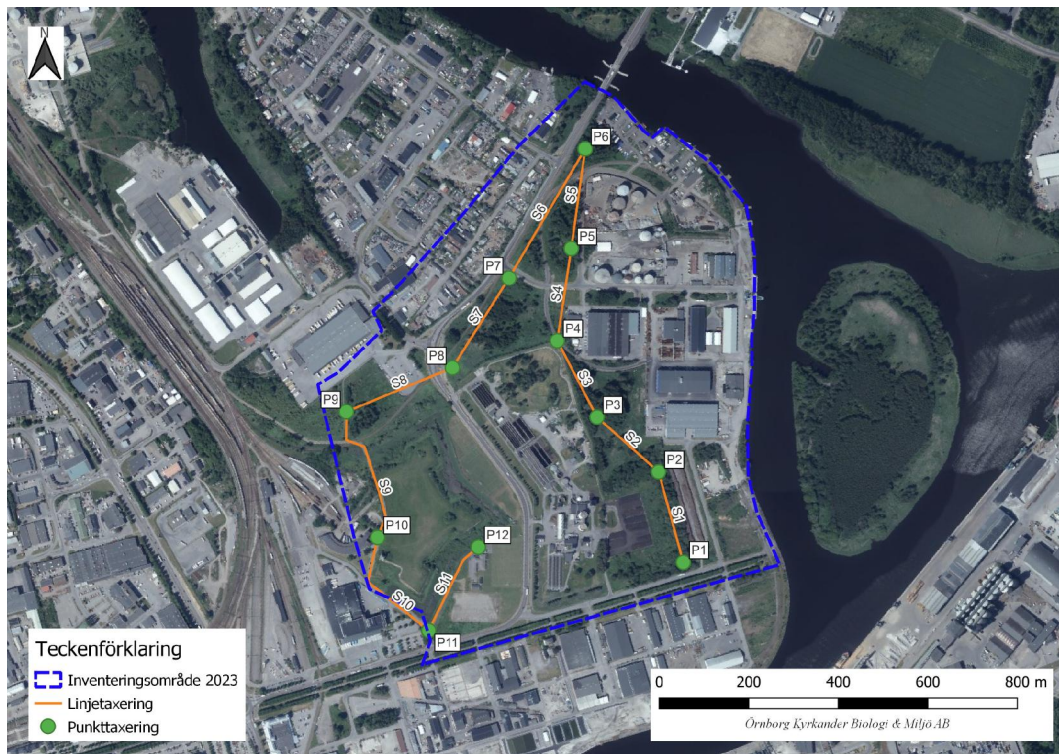 N
P6
S5
S6
P5
P7
S4
S7
P4
P8
S3
S8
P9
P3
S2
P2
S9
S1
P10
P12
P1
S11
S10
P11
Teckenförklaring
Inventeringsområde 2023
Linjetaxering
Punkttaxering
0 200 400 600 800 m
Örnborg Kyrkander Biologi & Miljö AB